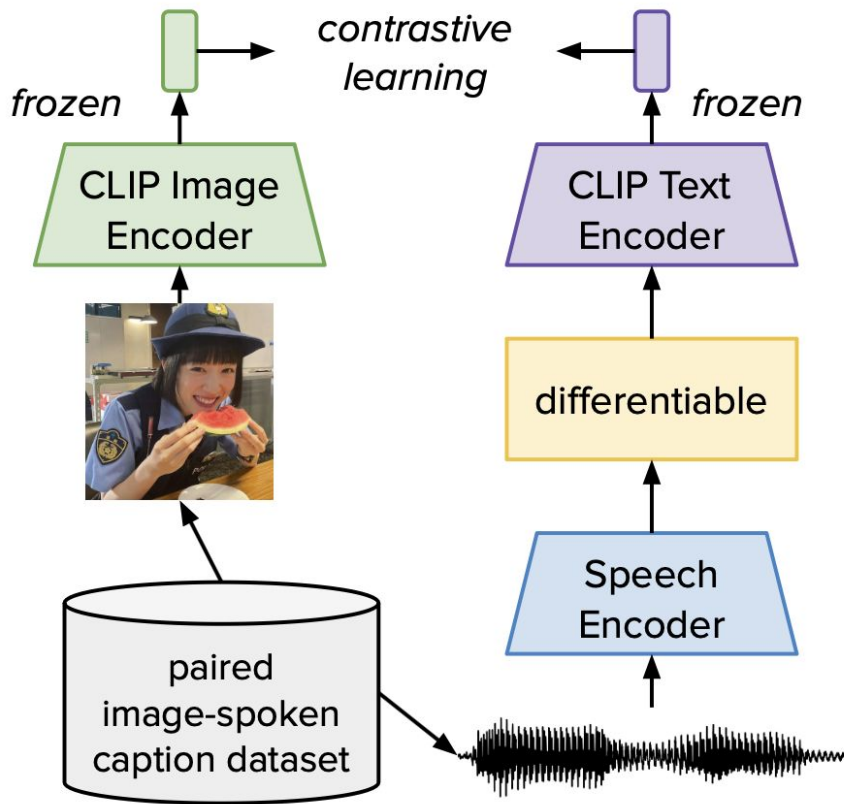 contrastive
learning
frozen
frozen
CLIP Image
Encoder
CLIP Text
Encoder
differentiable
Speech
Encoder
paired
image-spoken
caption dataset